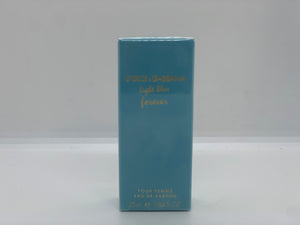 DOLCE & GABBANA
light blue
forever
POUR FEMME
EAU DE PARFUM